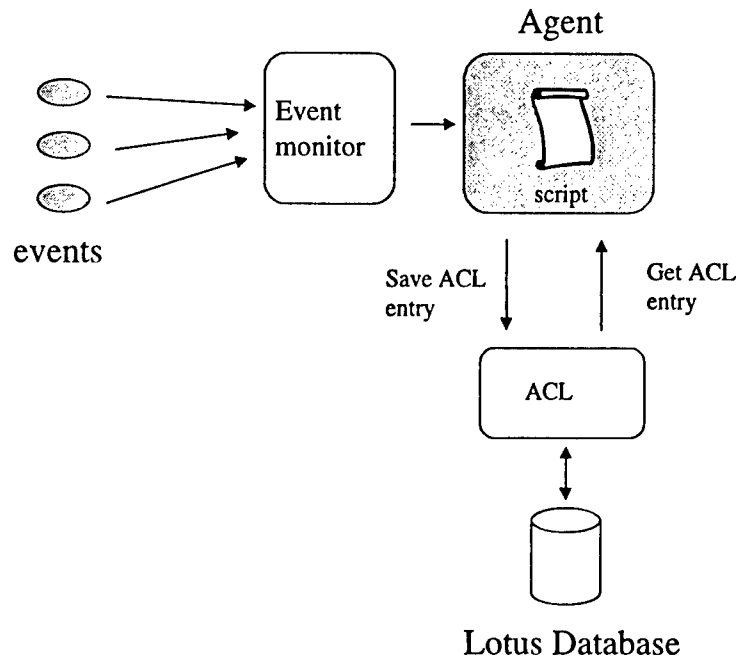 Agent
Event
monitor
script
events
Save ACL
entry
Get ACL
entry
ACL
Lotus Database